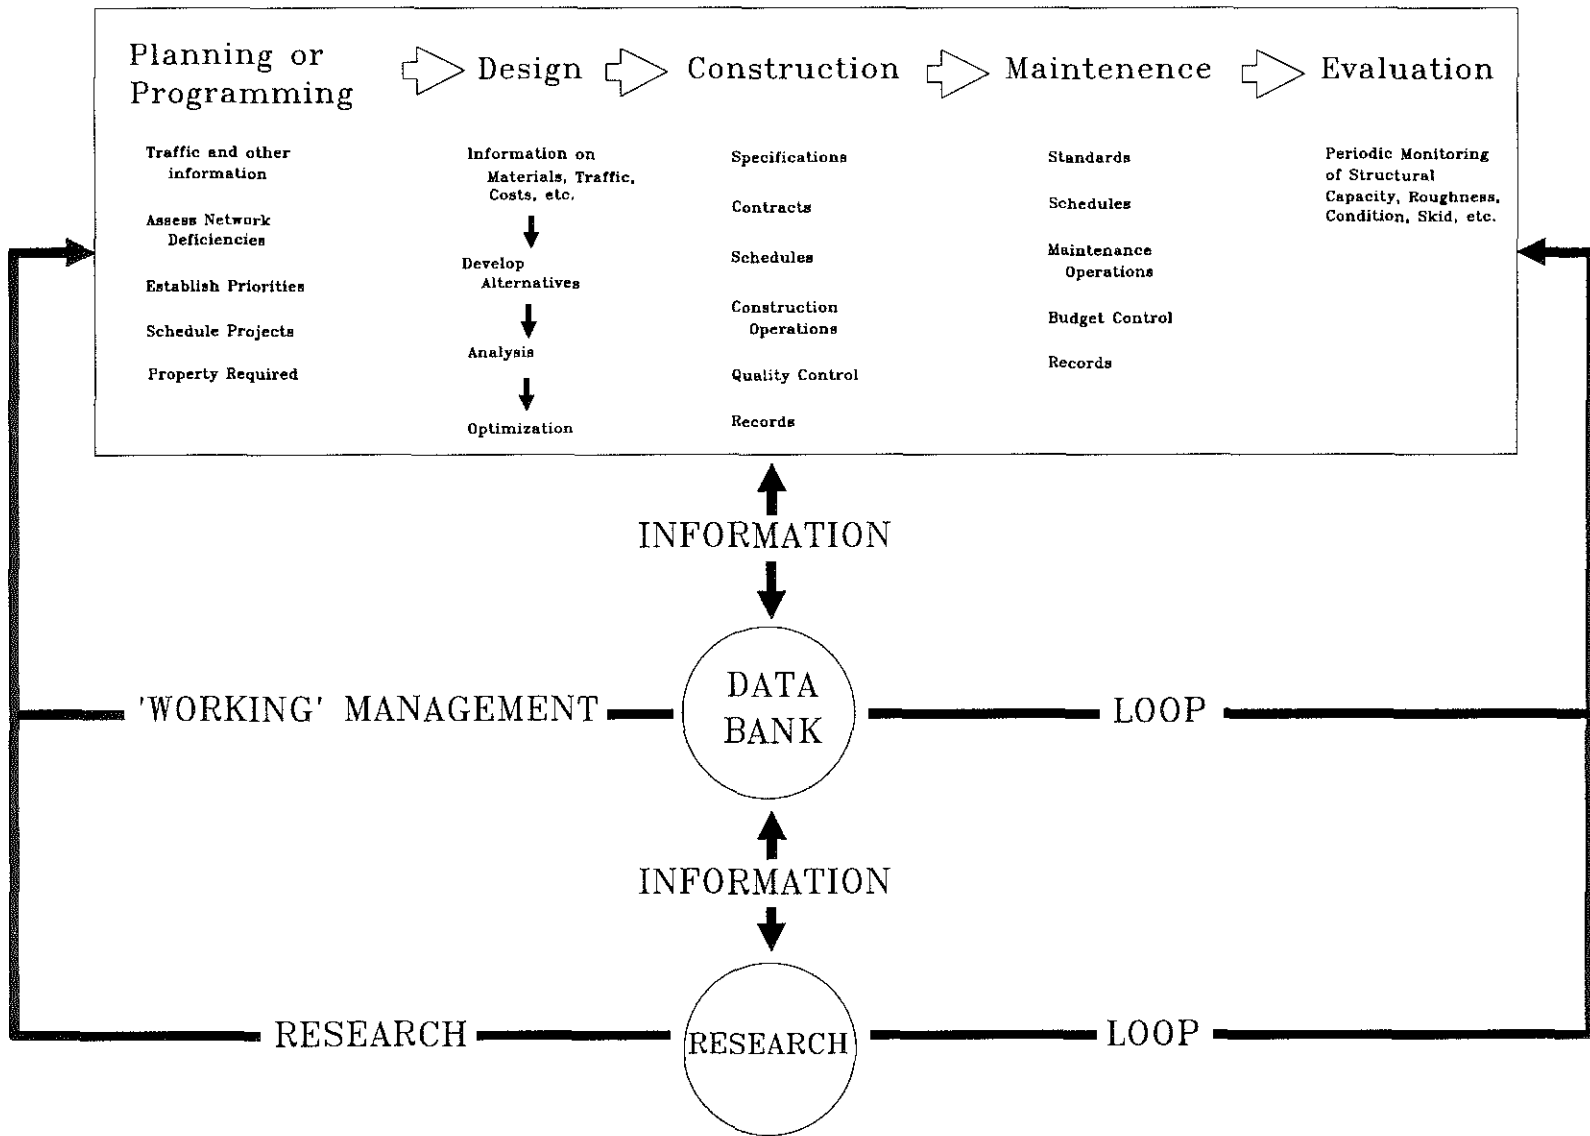 Planning or
Programming
Design
Construction
Maintenence
Evaluation
Traffic and other
information
Assess Network
Deficiencies
Establish Priorities
Schedule Projects
Property Required
Information on
Materials, Traffic,
Costs, etc.
Develop
Alternatives
Analysis
Optimization
Specifications
Contracts
Schedules
Construction
Operations
Quality Control
Records
Standards
Schedules
Maintenance
Operations
Budget Control
Records
Periodic Monitoring
of Structural
Capacity, Roughness,
Condition, Skid, etc.
INFORMATION
'WORKING' MANAGEMENT
DATA
BANK
LOOP
INFORMATION
RESEARCH
RESEARCH
LOOP